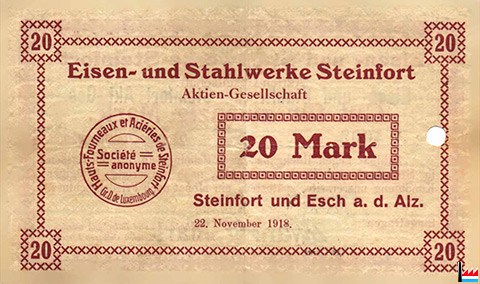 20 20
Eisen- und Stahlwerke Steinfort
Aktien-Gesellschaft
Hauts-Fourneaux et Aciéries de Steinfort
Société
anonyme
Gr. D. de Luxembourg
20 Mark
Steinfort und Esch a. d. Alz.
22. November 1918.
20 20